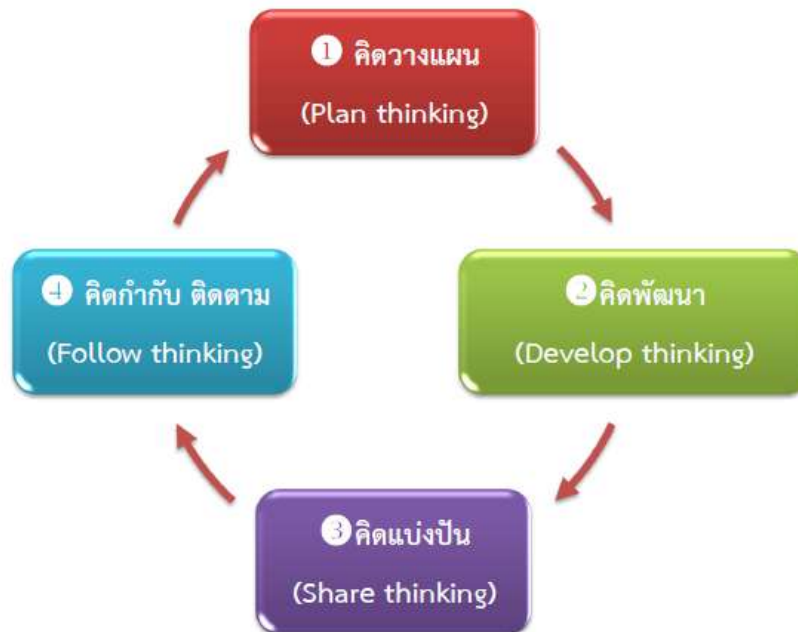 ❶ คิดวางแผน
(Plan thinking)
❷คิดพัฒนา
(Develop thinking)
❸คิดแบ่งปัน
(Share thinking)
❹ คิดกำกับ ติดตาม
(Follow thinking)